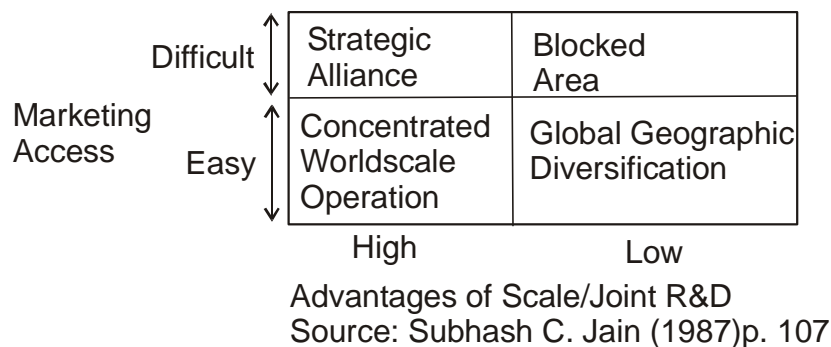 Difficult
Strategic
Alliance
Blocked
Area
Marketing
Access
Easy
Concentrated
Worldscale
Operation
Global Geographic
Diversification
High
Low
Advantages of Scale/Joint R&D
Source: Subhash C. Jain (1987)p. 107